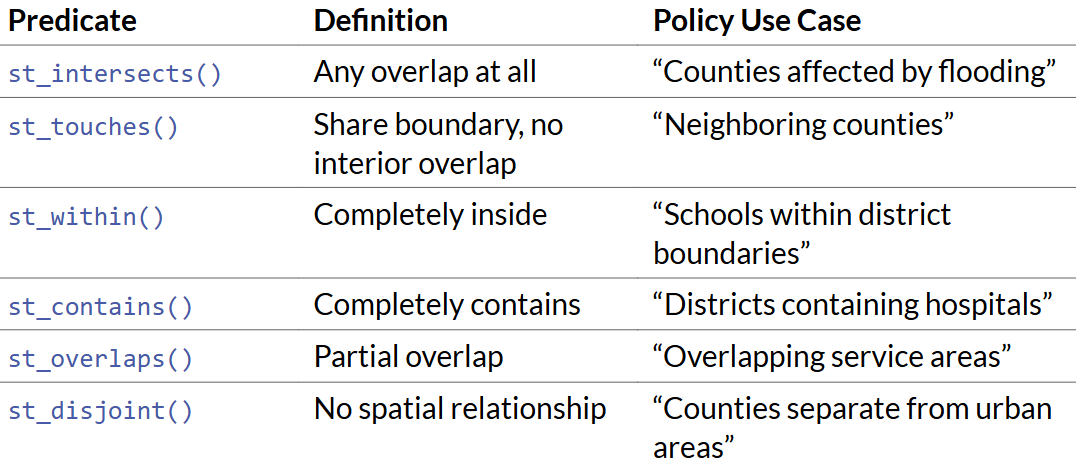 Predicate Definition Policy Use Case
st_intersects() Any overlap at all “Counties affected by flooding”
st_touches() Share boundary, no “Neighboring counties”
interior overlap
st_within() Completely inside “Schools within district
boundaries”
st_contains() Completely contains “Districts containing hospitals”
st_overlaps() Partial overlap “Overlapping service areas”
st_disjoint() No spatial relationship “Counties separate from urban
areas”